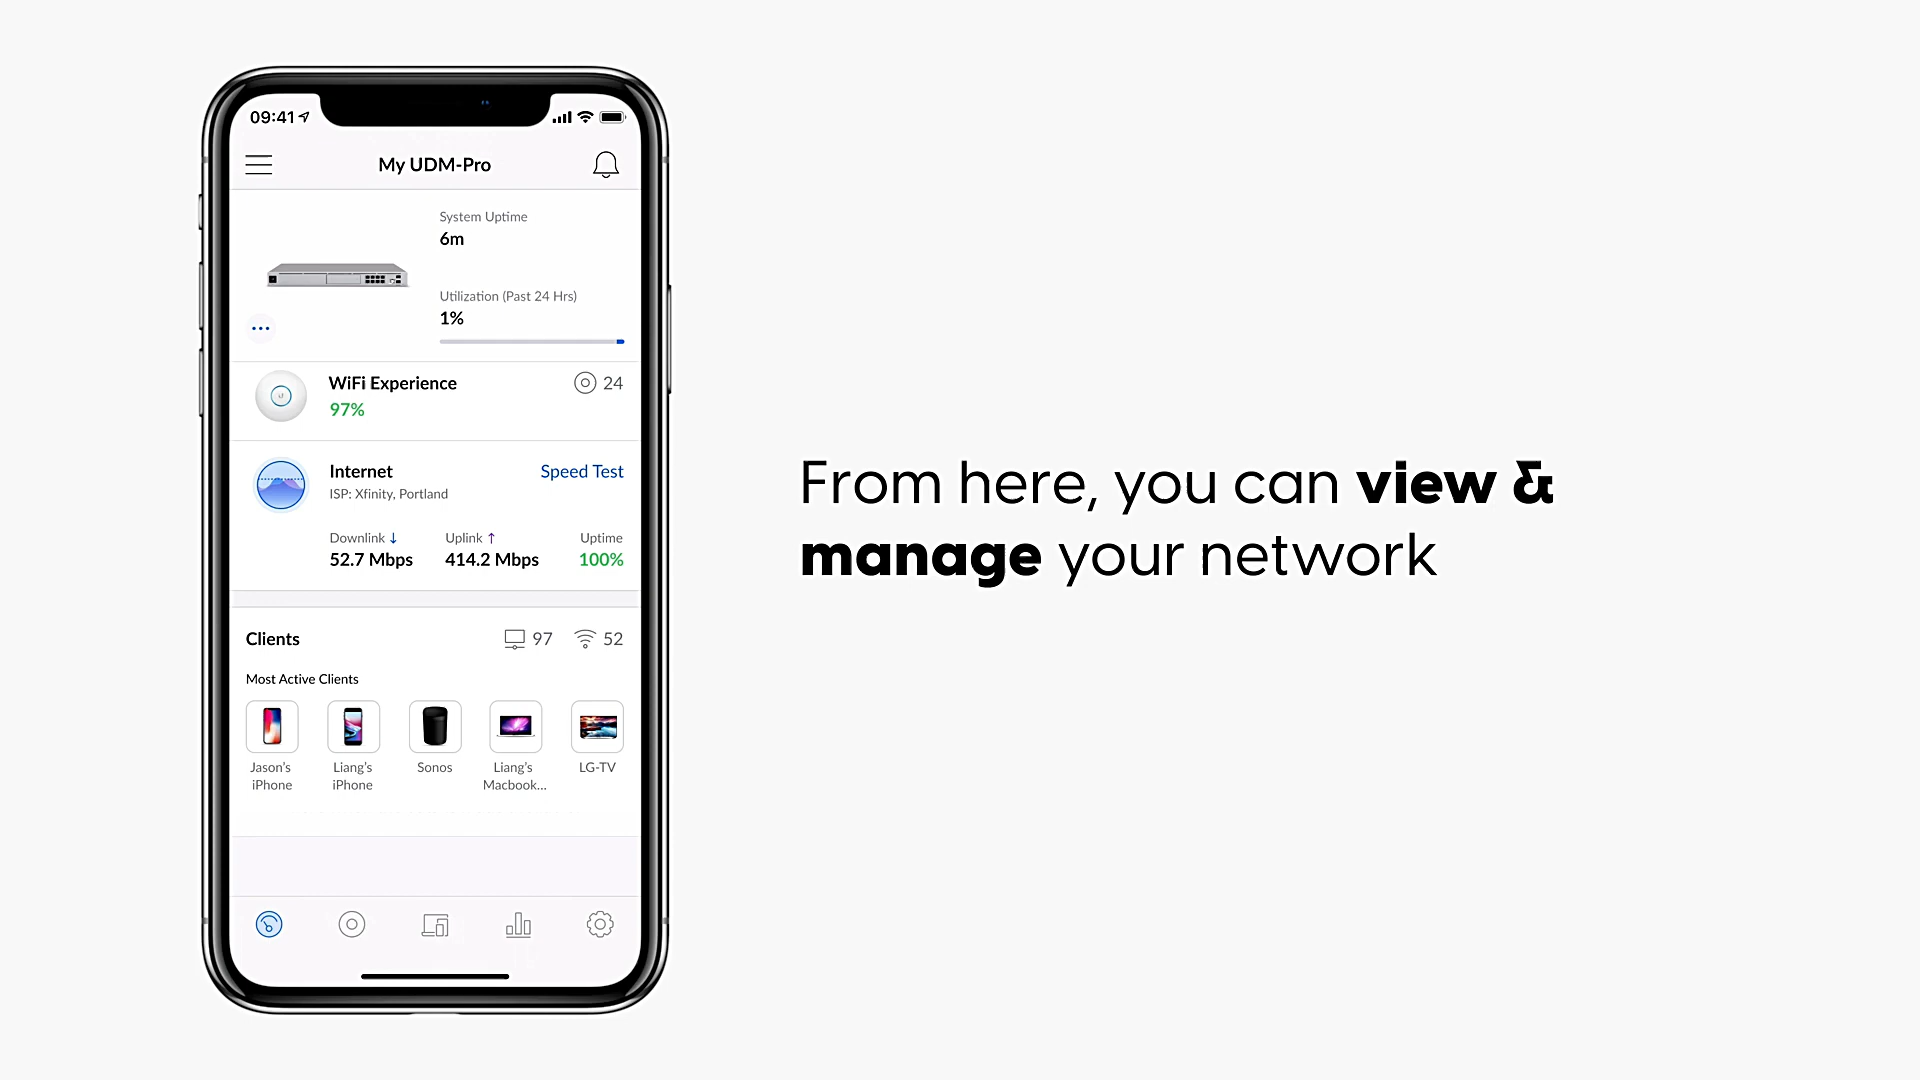 09:41
My UDM-Pro
System Uptime
6m
Utilization (Past 24 Hrs)
1%
WiFi Experience
24
97%
Internet
Speed Test
ISP: Xfinity, Portland
Downlink ↓ Uplink ↑ Uptime
52.7 Mbps 414.2 Mbps 100%
Clients
97 52
Most Active Clients
Jason’s iPhone
Liang’s iPhone
Sonos
Liang’s Macbook...
LG-TV
From here, you can view &
manage your network